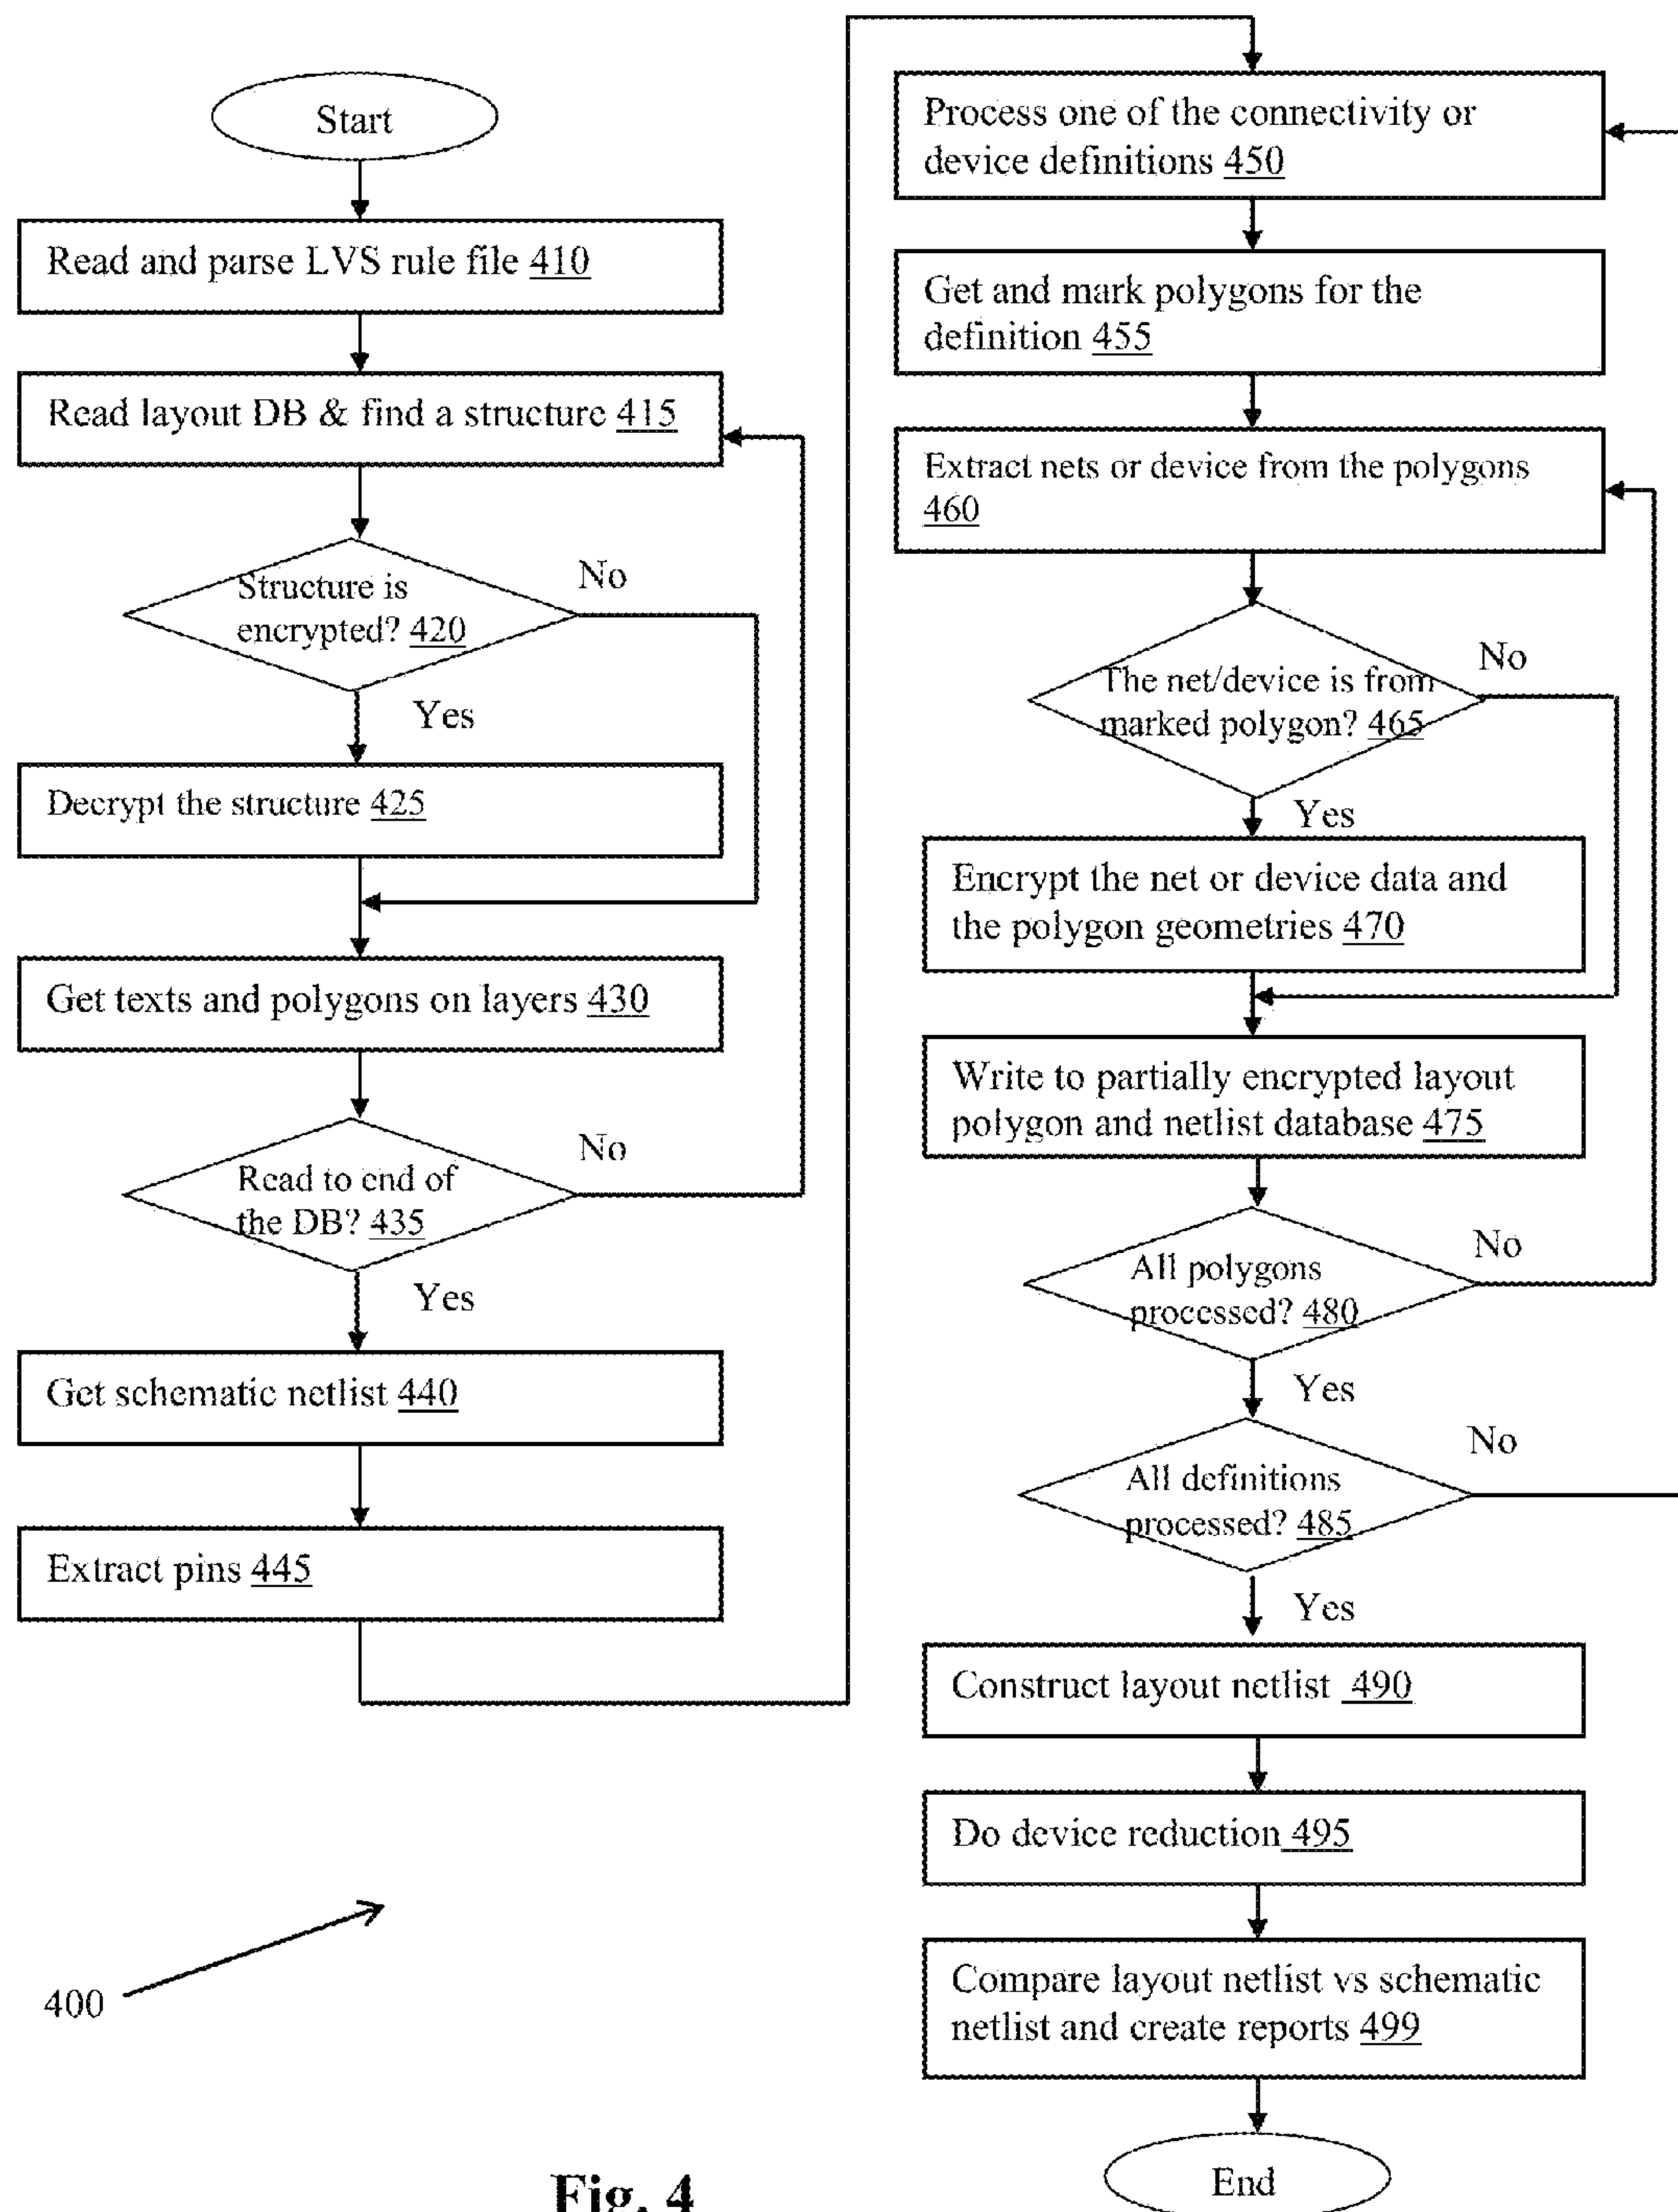 Start
Read and parse LVS rule file 410
Read layout DB & find a structure 415
Structure is
encrypted? 420
No
Yes
Decrypt the structure 425
Get texts and polygons on layers 430
Read to end of
the DB? 435
No
Yes
Get schematic netlist 440
Extract pins 445
400
Process one of the connectivity or
device definitions 450
Get and mark polygons for the
definition 455
Extract nets or device from the polygons
460
The net/device is from
marked polygon? 465
No
Yes
Encrypt the net or device data and
the polygon geometries 470
Write to partially encrypted layout
polygon and netlist database 475
All polygons
processed? 480
No
Yes
All definitions
processed? 485
No
Yes
Construct layout netlist 490
Do device reduction 495
Compare layout netlist vs schematic
netlist and create reports 499
End
Fig. 4